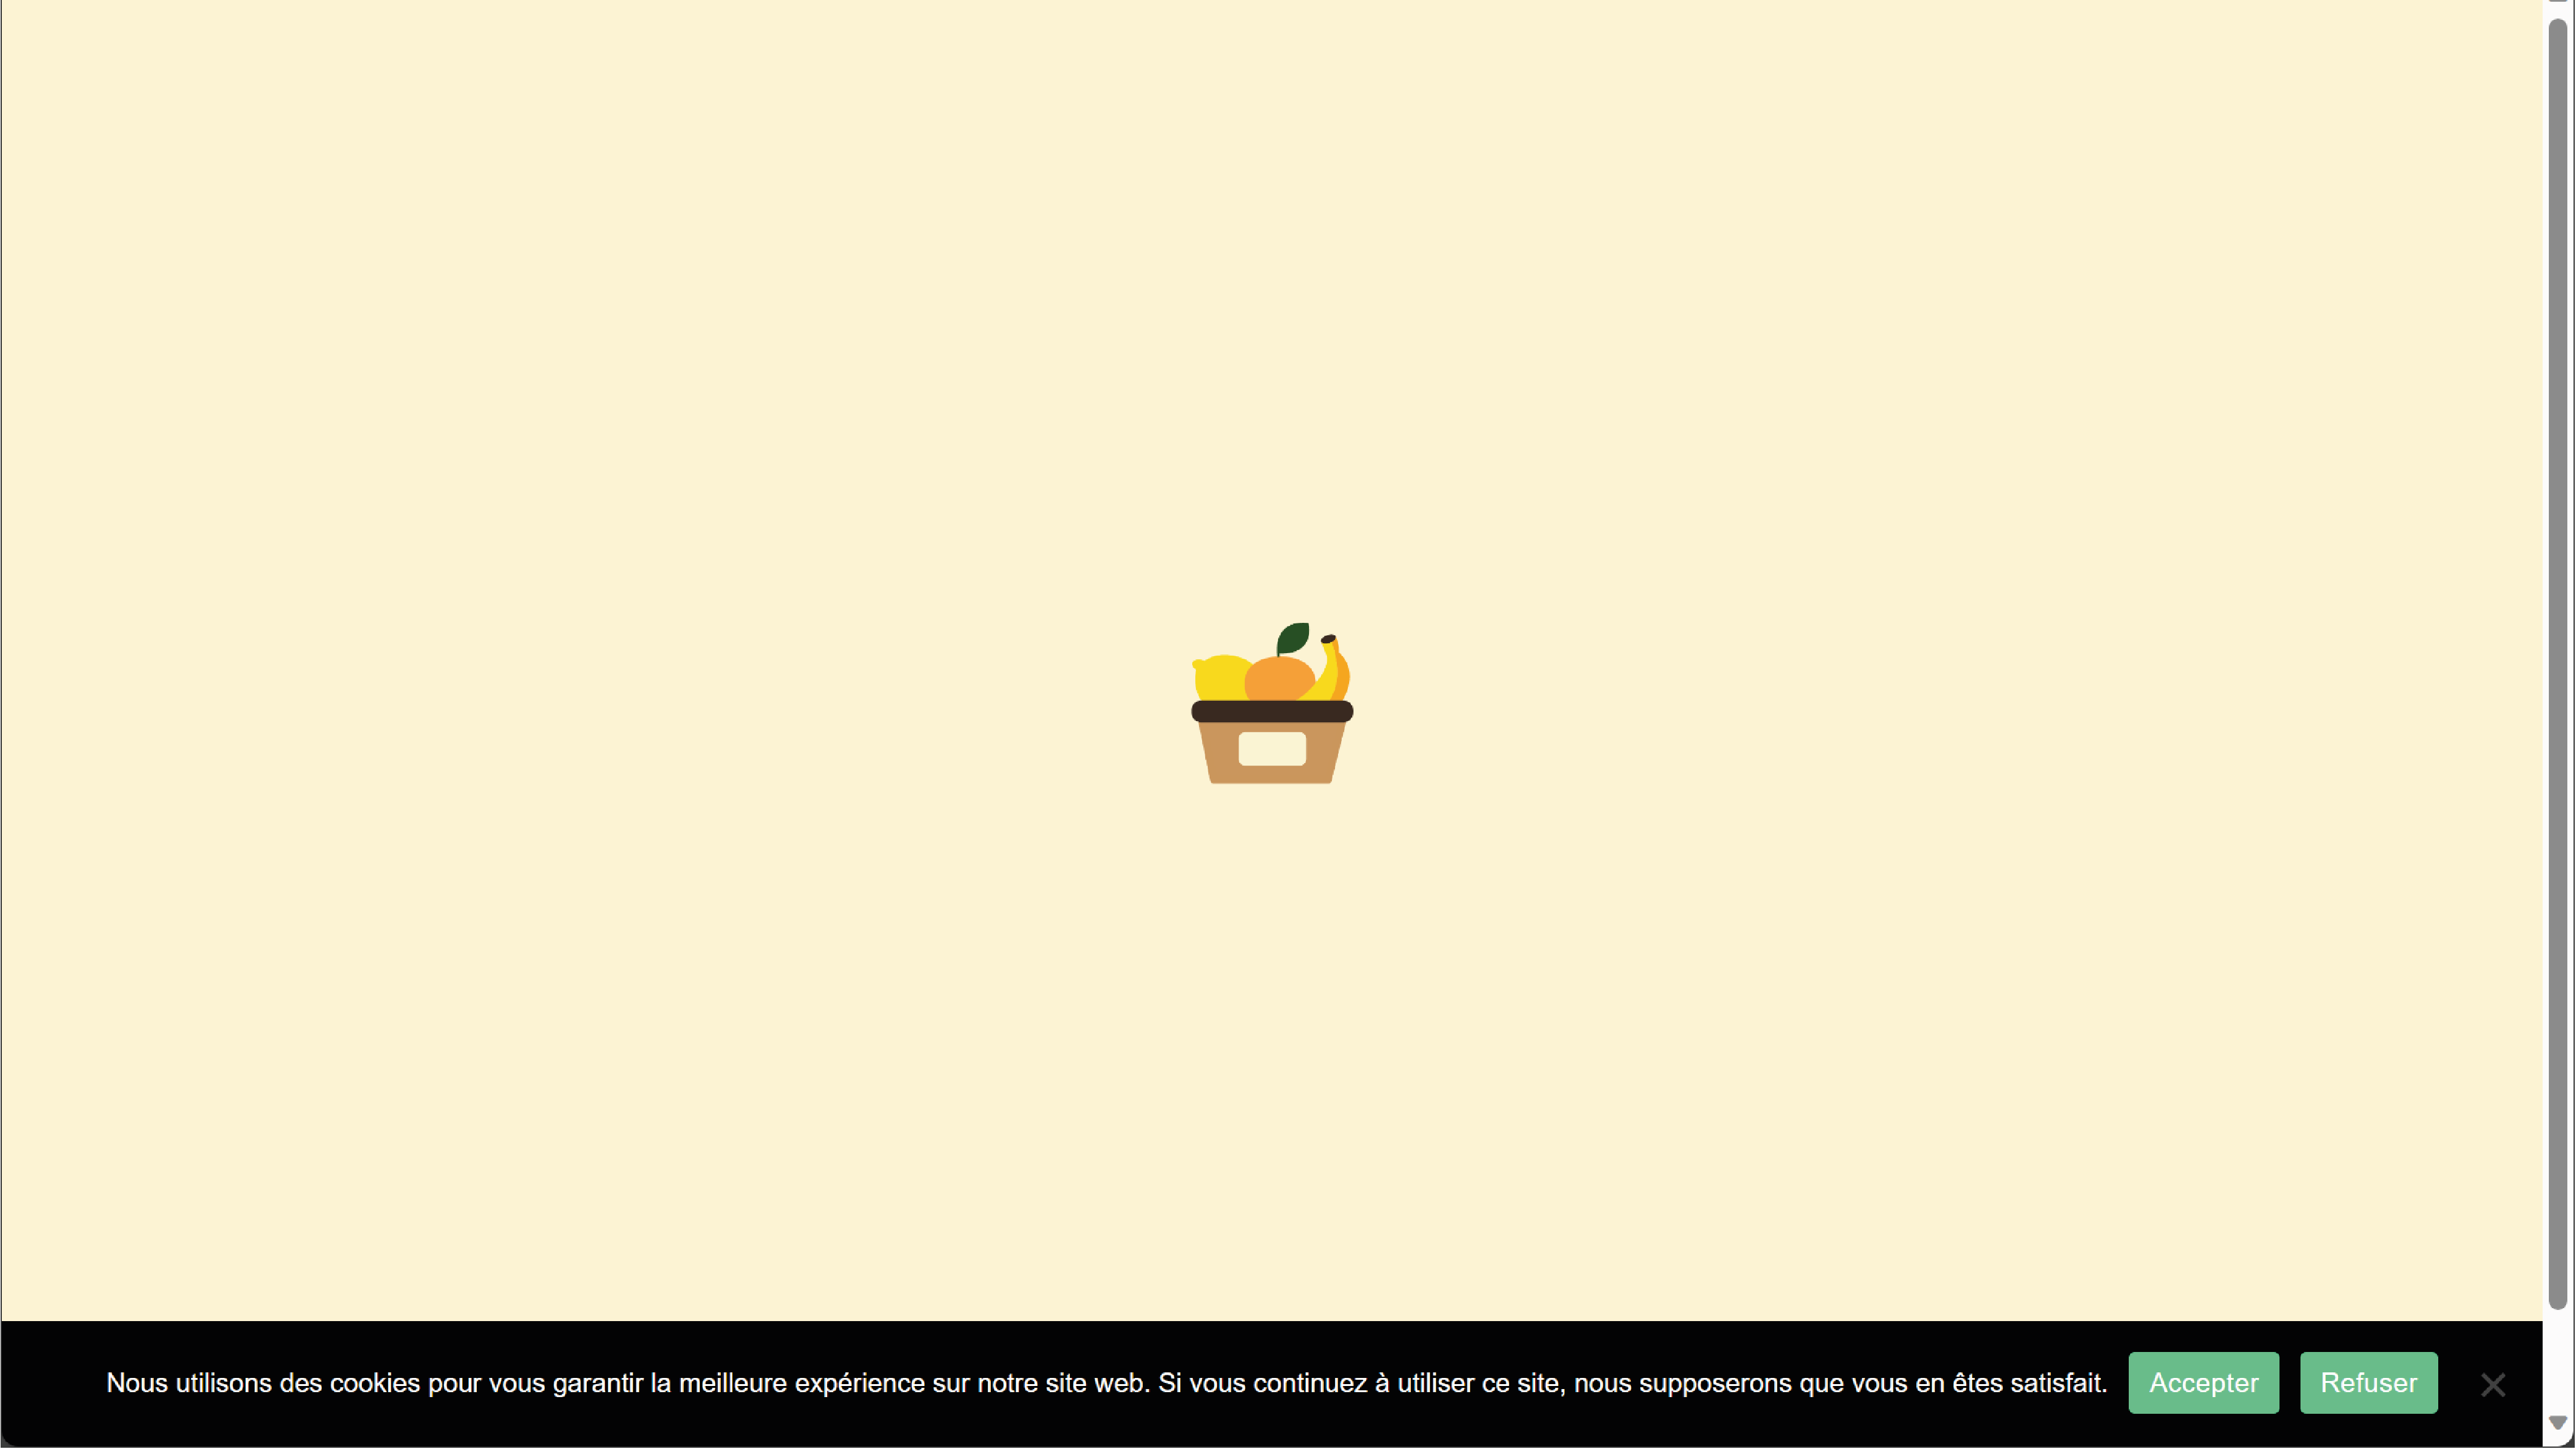 Nous utilisons des cookies pour vous garantir la meilleure expérience sur notre site web. Si vous continuez à utiliser ce site, nous supposerons que vous en êtes satisfait.
Accepter
Refuser